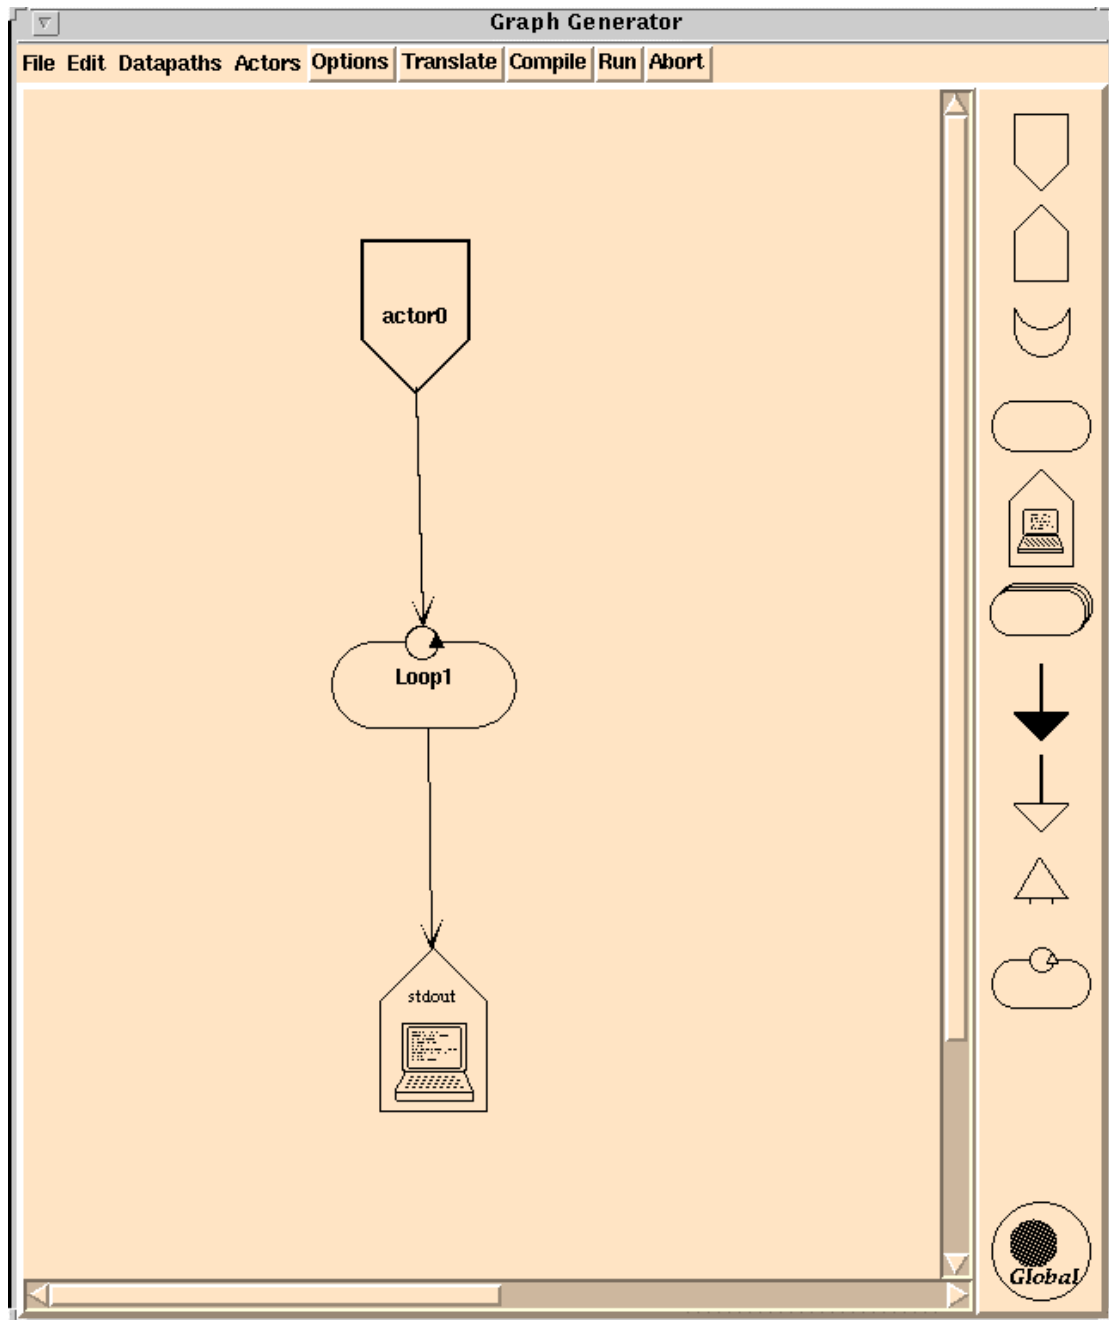 Graph Generator
File Edit Datapaths Actors Options Translate Compile Run Abort
actor0
Loop1
stdout
Global